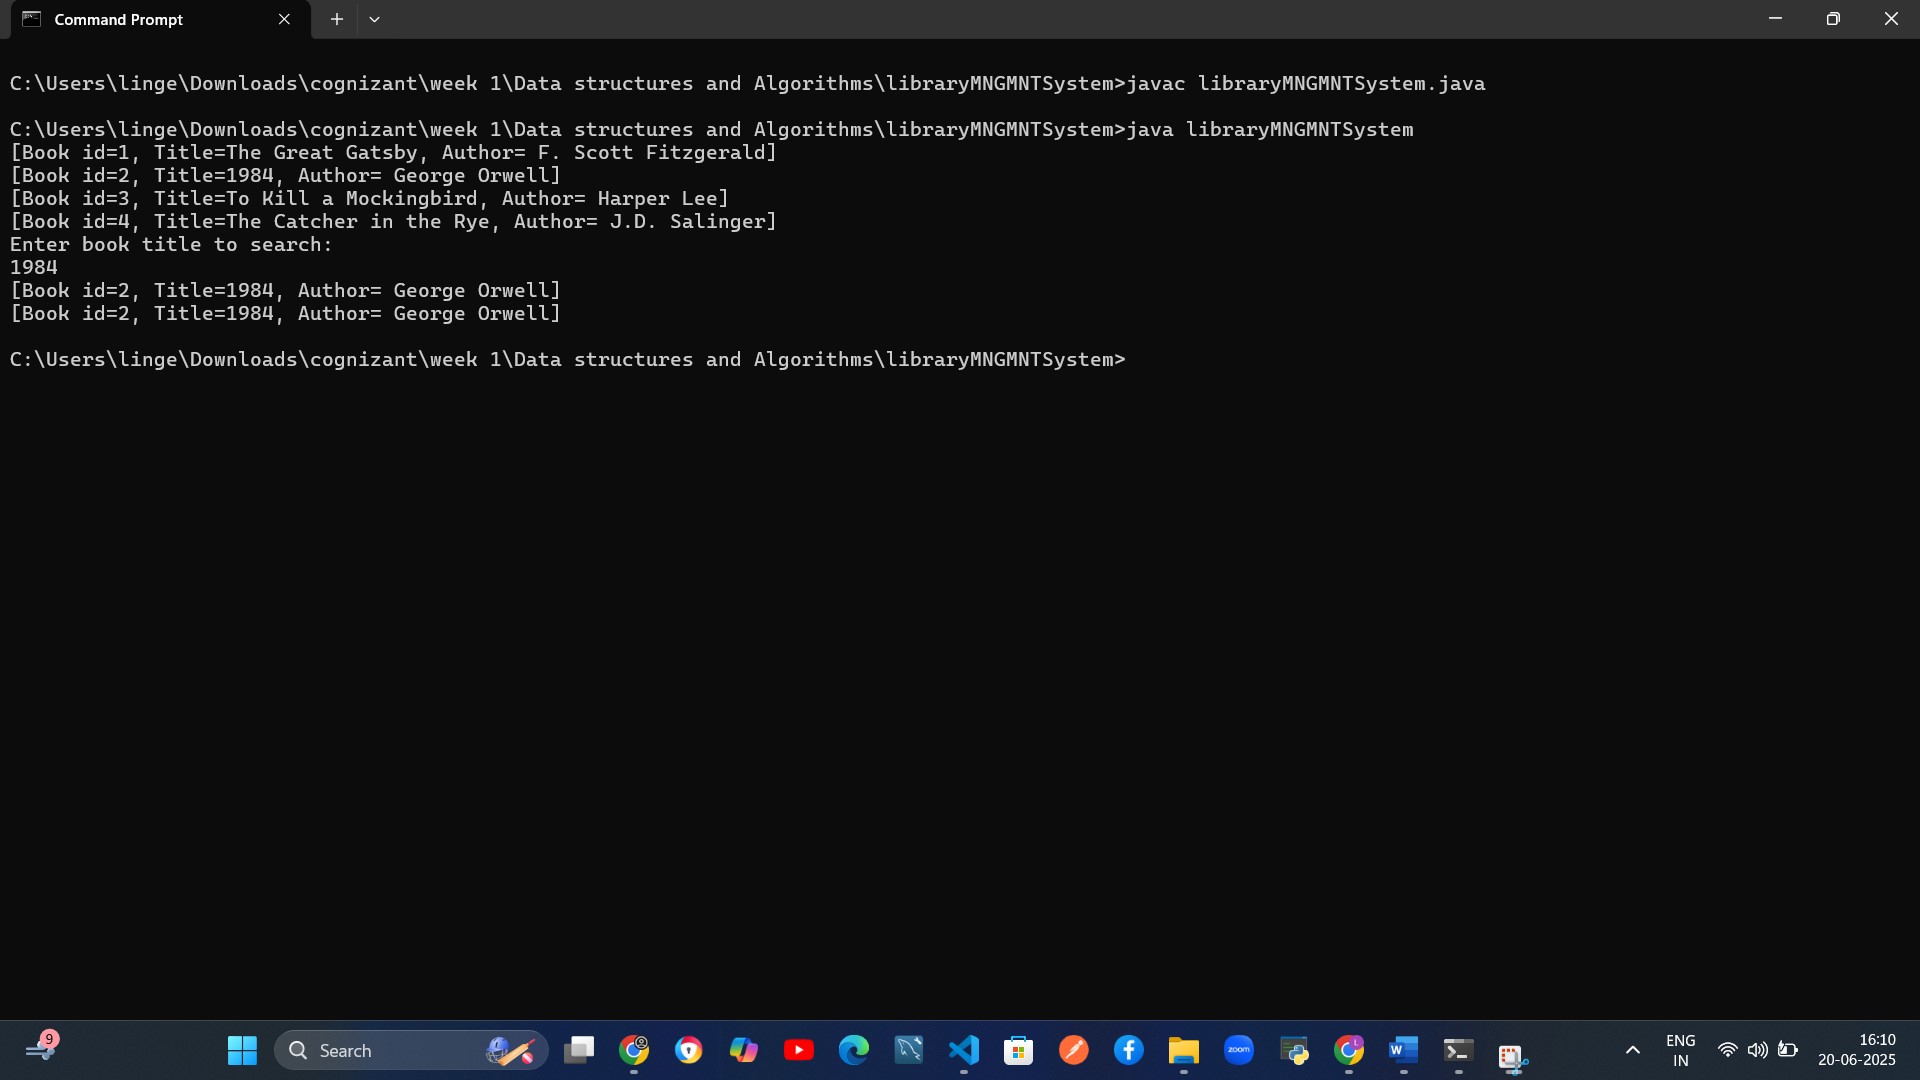 Command Prompt
C:\Users\linge\Downloads\cognizant\week 1\Data structures and Algorithms\libraryMNGMNTSystem>javac libraryMNGMNTSystem.java
C:\Users\linge\Downloads\cognizant\week 1\Data structures and Algorithms\libraryMNGMNTSystem>java libraryMNGMNTSystem
[Book id=1, Title=The Great Gatsby, Author= F. Scott Fitzgerald]
[Book id=2, Title=1984, Author= George Orwell]
[Book id=3, Title=To Kill a Mockingbird, Author= Harper Lee]
[Book id=4, Title=The Catcher in the Rye, Author= J.D. Salinger]
Enter book title to search:
1984
[Book id=2, Title=1984, Author= George Orwell]
[Book id=2, Title=1984, Author= George Orwell]
C:\Users\linge\Downloads\cognizant\week 1\Data structures and Algorithms\libraryMNGMNTSystem>
9
Search
zoom
L
W
ENG
IN
16:10
20-06-2025